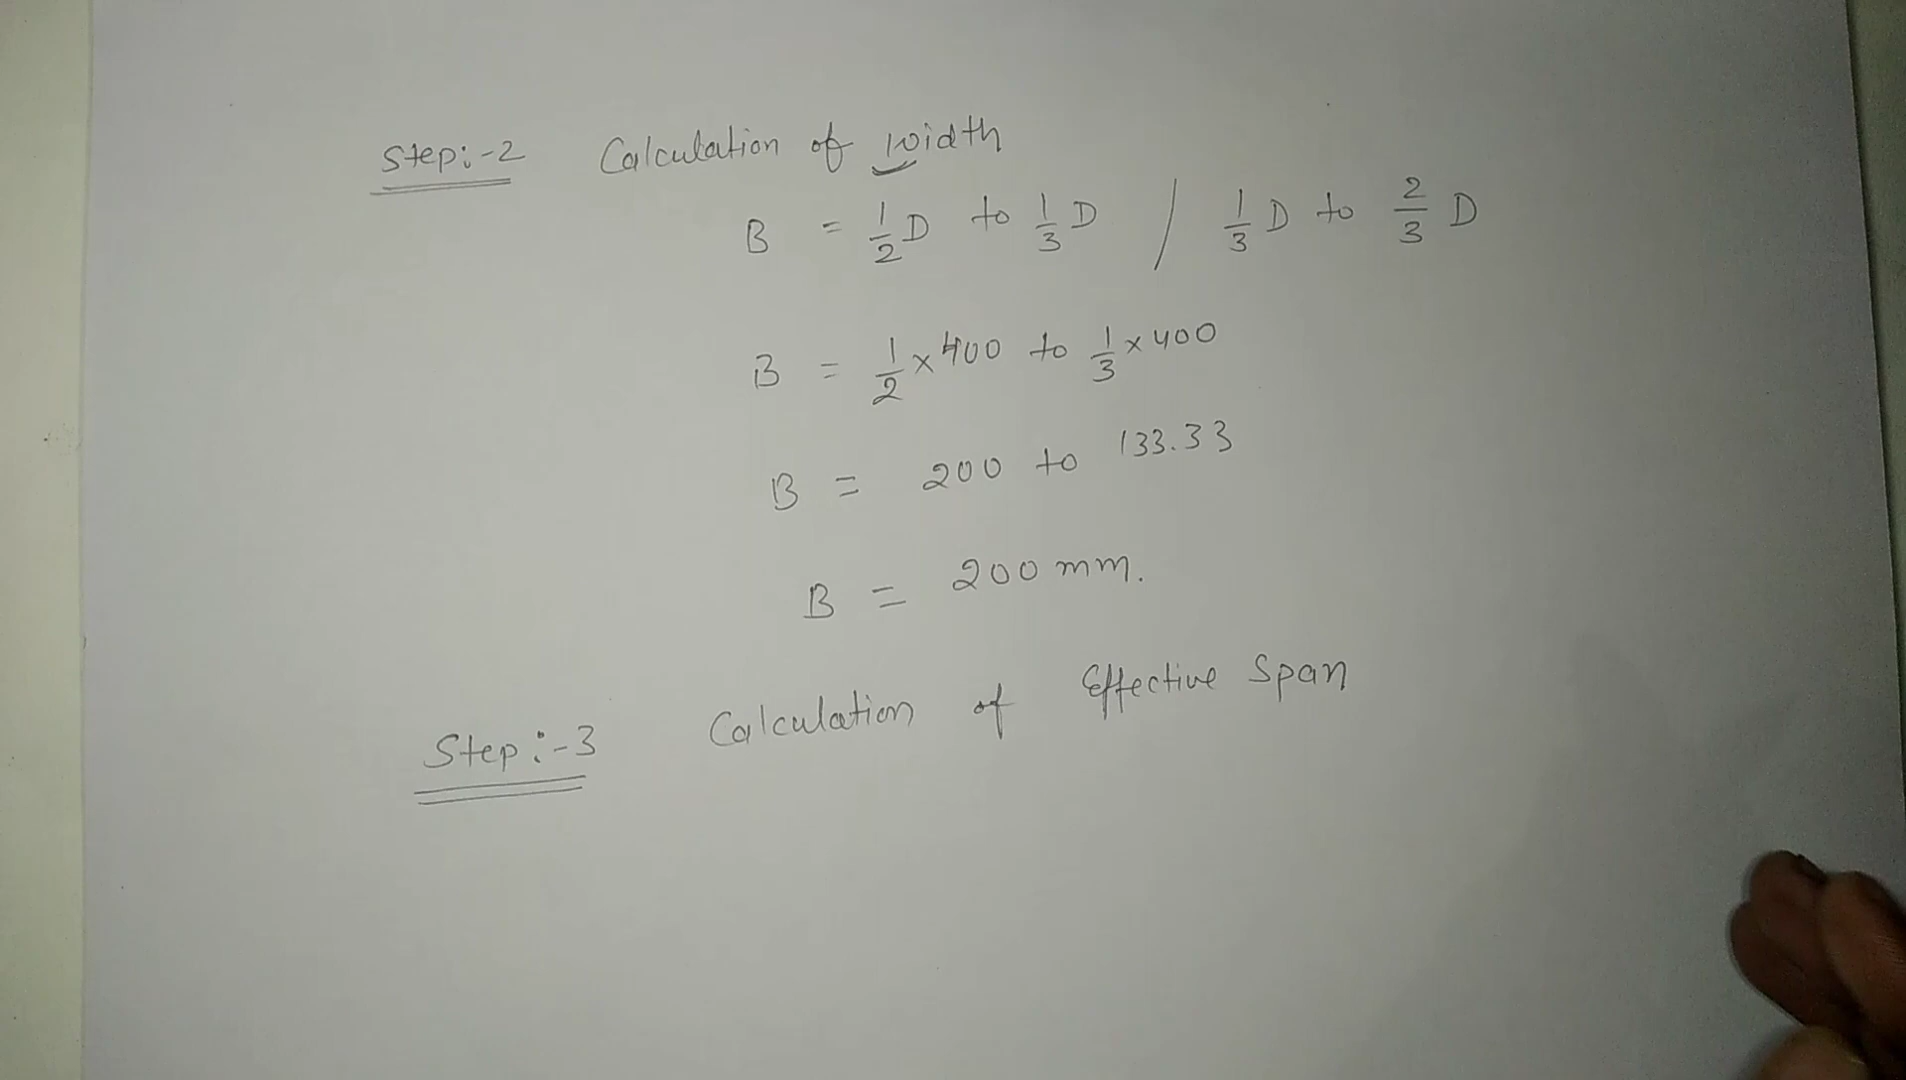 Step:-2 Calculation of width
B = 1/2 D to 1/3 D / 1/3 D to 2/3 D
B = 1/2 x 400 to 1/3 x 400
B = 200 to 133.33
B = 200 mm.
Step:-3 Calculation of Effective Span